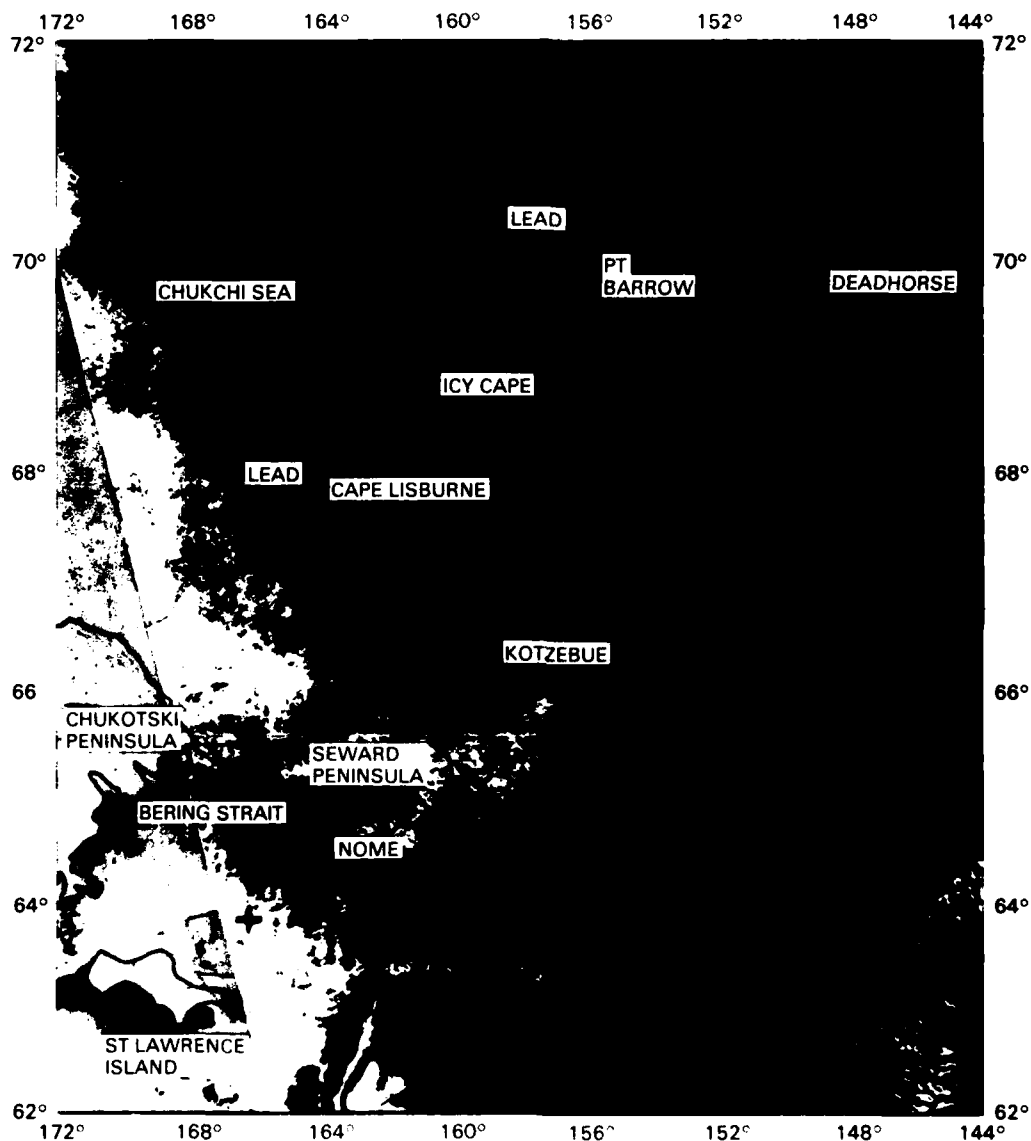 172° 168° 164° 160° 156° 152° 148° 144°
72° 72°
LEAD
70° 70°
PT
BARROW
DEADHORSE
CHUKCHI SEA
ICY CAPE
68° 68°
LEAD
CAPE LISBURNE
KOTZEBUE
66 66°
CHUKOTSKI
PENINSULA
SEWARD
PENINSULA
BERING STRAIT
NOME
64° 64°
ST LAWRENCE
ISLAND
62° 62°
172° 168° 164° 160° 156° 152° 148° 144°